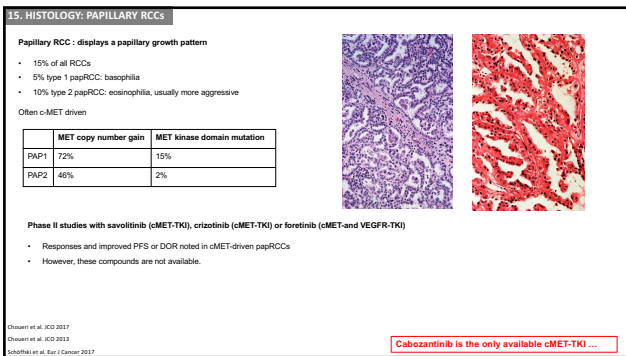 15. HISTOLOGY: PAPILLARY RCCs
Papillary RCC : displays a papillary growth pattern
• 15% of all RCCs
• 5% type 1 papRCC: basophilia
• 10% type 2 papRCC: eosinophilia, usually more aggressive
Often c-MET driven
MET copy number gain MET kinase domain mutation
PAP1 72% 15%
PAP2 46% 2%
Phase II studies with savolitinib (cMET-TKI), crizotinib (cMET-TKI) or foretinib (cMET-and VEGFR-TKI)
• Responses and improved PFS or DOR noted in cMET-driven papRCCs
• However, these compounds are not available.
Choueri et al. JCO 2017
Choueri et al. JCO 2013
Schöffski et al. Eur J Cancer 2017
Cabozantinib is the only available cMET-TKI …